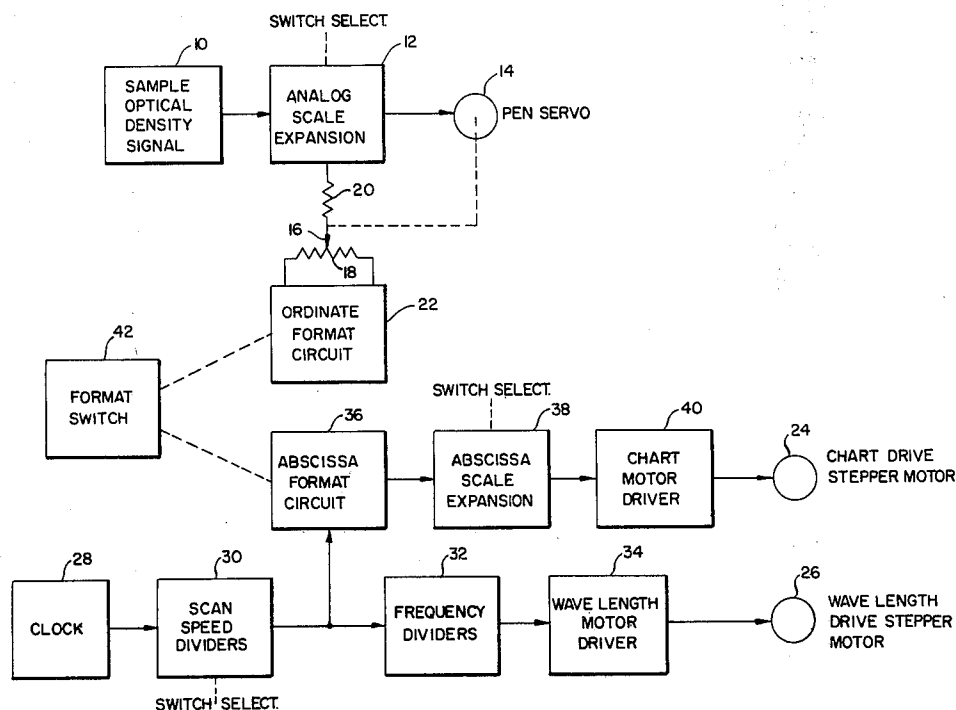 SWITCH SELECT.
10
12
14
SAMPLE
OPTICAL
DENSITY
SIGNAL
ANALOG
SCALE
EXPANSION
PEN SERVO
20
16
18
ORDINATE
FORMAT
CIRCUIT
22
42
FORMAT
SWITCH
SWITCH SELECT.
36
38
40
24
ABSCISSA
FORMAT
CIRCUIT
ABSCISSA
SCALE
EXPANSION
CHART
MOTOR
DRIVER
CHART DRIVE
STEPPER MOTOR
28
30
32
34
26
CLOCK
SCAN
SPEED
DIVIDERS
FREQUENCY
DIVIDERS
WAVE LENGTH
MOTOR
DRIVER
WAVE LENGTH
DRIVE STEPPER
MOTOR
SWITCH SELECT.